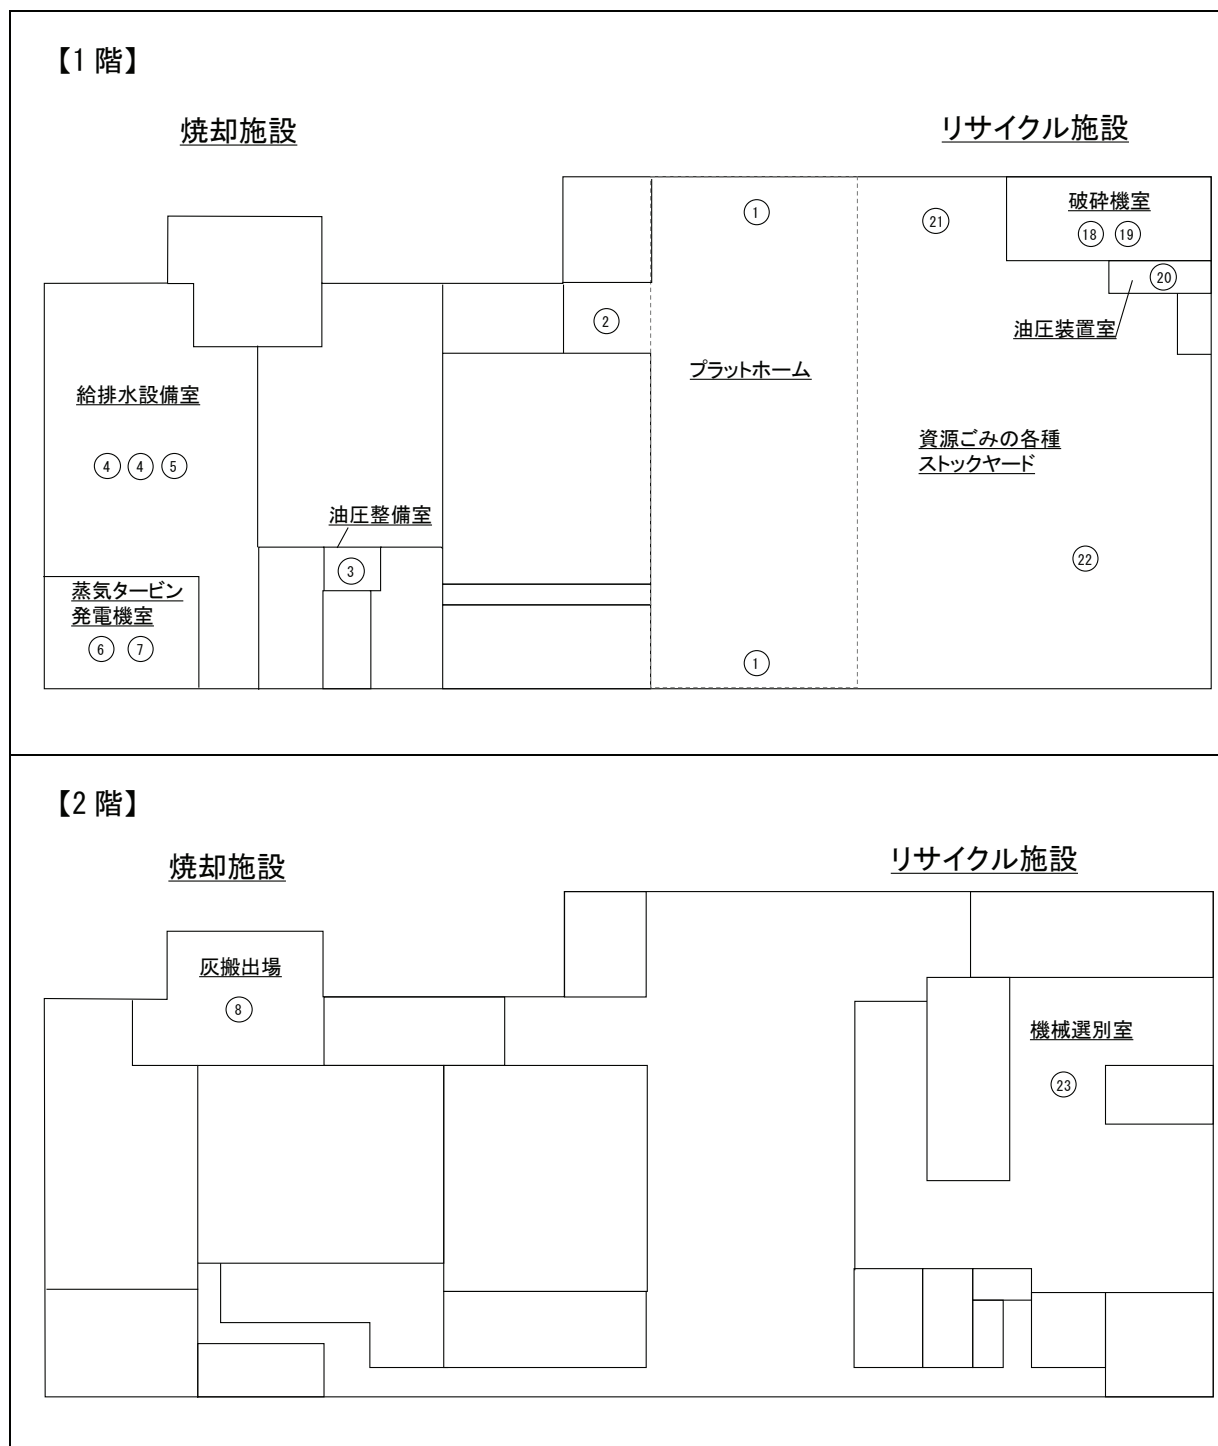 【1 階】
焼却施設
リサイクル施設
破砕機室
①
㉑
⑱ ⑲
⑳
②
油圧装置室
プラットホーム
給排水設備室
資源ごみの各種
ストックヤード
④ ④ ⑤
油圧整備室
③
㉒
蒸気タービン
発電機室
⑥ ⑦
①
【2 階】
焼却施設
リサイクル施設
灰搬出場
⑧
機械選別室
㉓